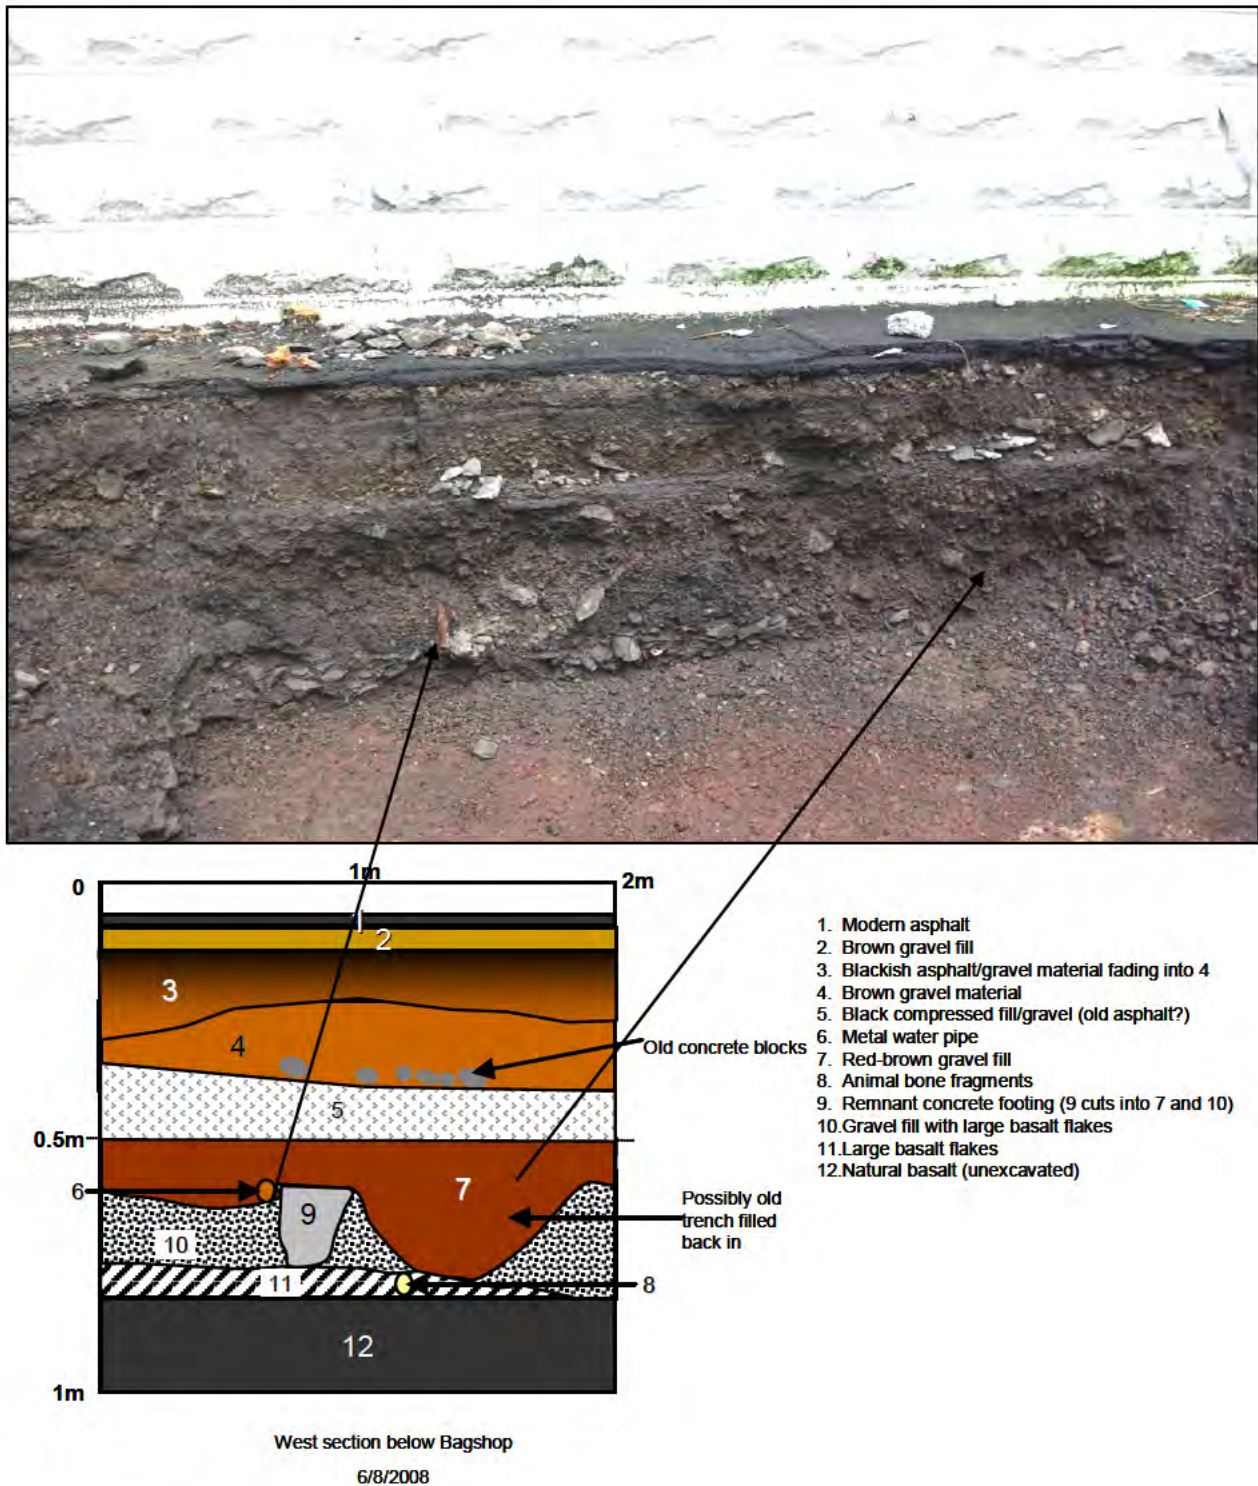 1m
0
2m
1
2
3
4
Old concrete blocks
5
0.5m
6
7
9
Possibly old
trench filled
back in
10
11
8
12
1m
1. Modern asphalt
2. Brown gravel fill
3. Blackish asphalt/gravel material fading into 4
4. Brown gravel material
5. Black compressed fill/gravel (old asphalt?)
6. Metal water pipe
7. Red-brown gravel fill
8. Animal bone fragments
9. Remnant concrete footing (9 cuts into 7 and 10)
10.Gravel fill with large basalt flakes
11.Large basalt flakes
12.Natural basalt (unexcavated)
West section below Bagshop
6/8/2008